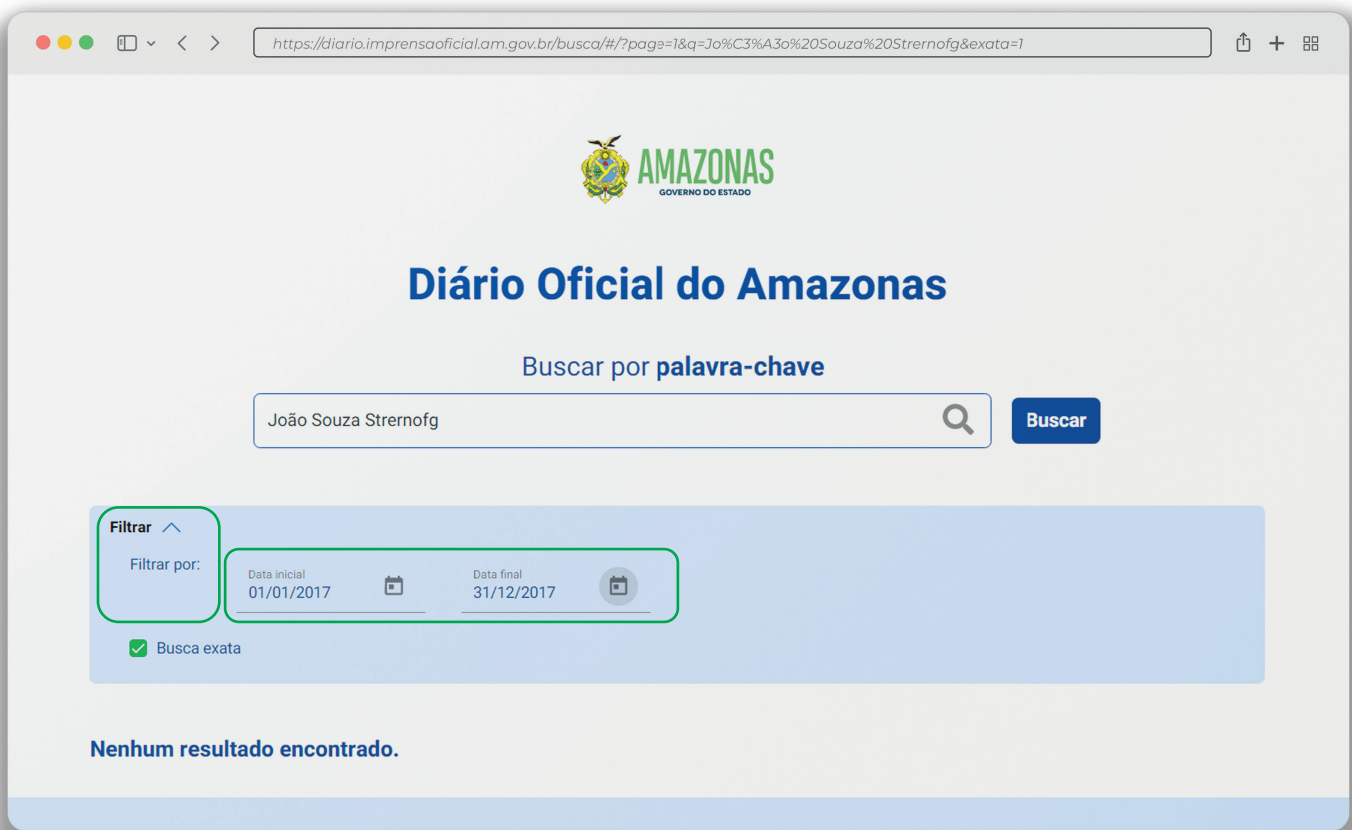 https://diario.imprensaoficial.am.gov.br/busca/#/?page=1&q=Jo%C3%A3o%20Souza%20Strernofg&exata=1
AMAZONAS
GOVERNO DO ESTADO
Diário Oficial do Amazonas
Buscar por palavra-chave
João Souza Strernofg
Buscar
Filtrar
Filtrar por:
Data inicial
01/01/2017
Data final
31/12/2017
Busca exata
Nenhum resultado encontrado.